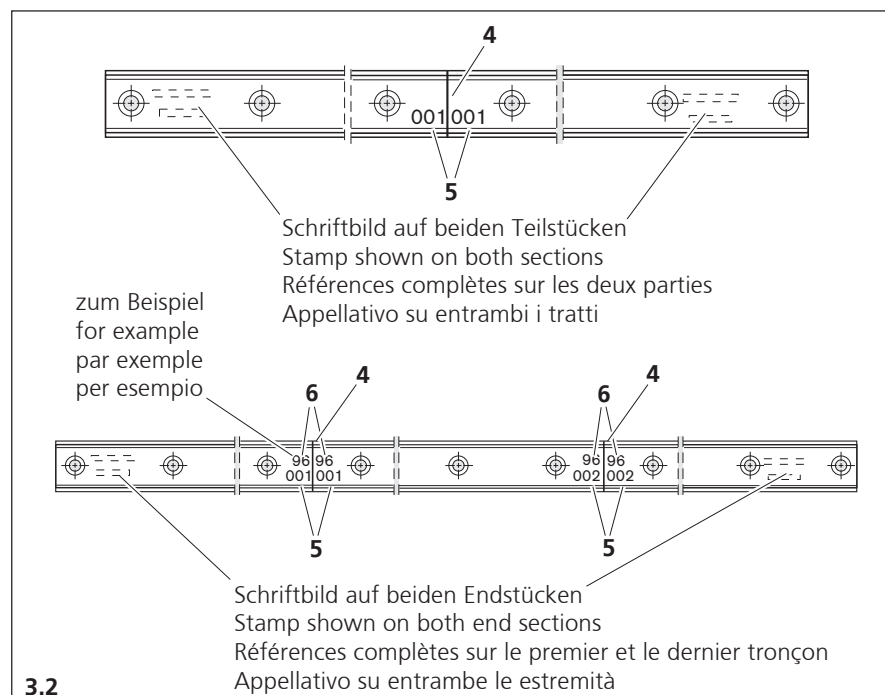 4
001 001
5
Schriftbild auf beiden Teilstücken
Stamp shown on both sections
Références complètes sur les deux parties
Appellativo su entrambi i tratti
zum Beispiel
for example
par exemple
per esempio
6 4 6 4
96 96 96 96
001 001 002 002
5 5
Schriftbild auf beiden Endstücken
Stamp shown on both end sections
Références complètes sur le premier et le dernier tronçon
Appellativo su entrambe le estremità
3.2